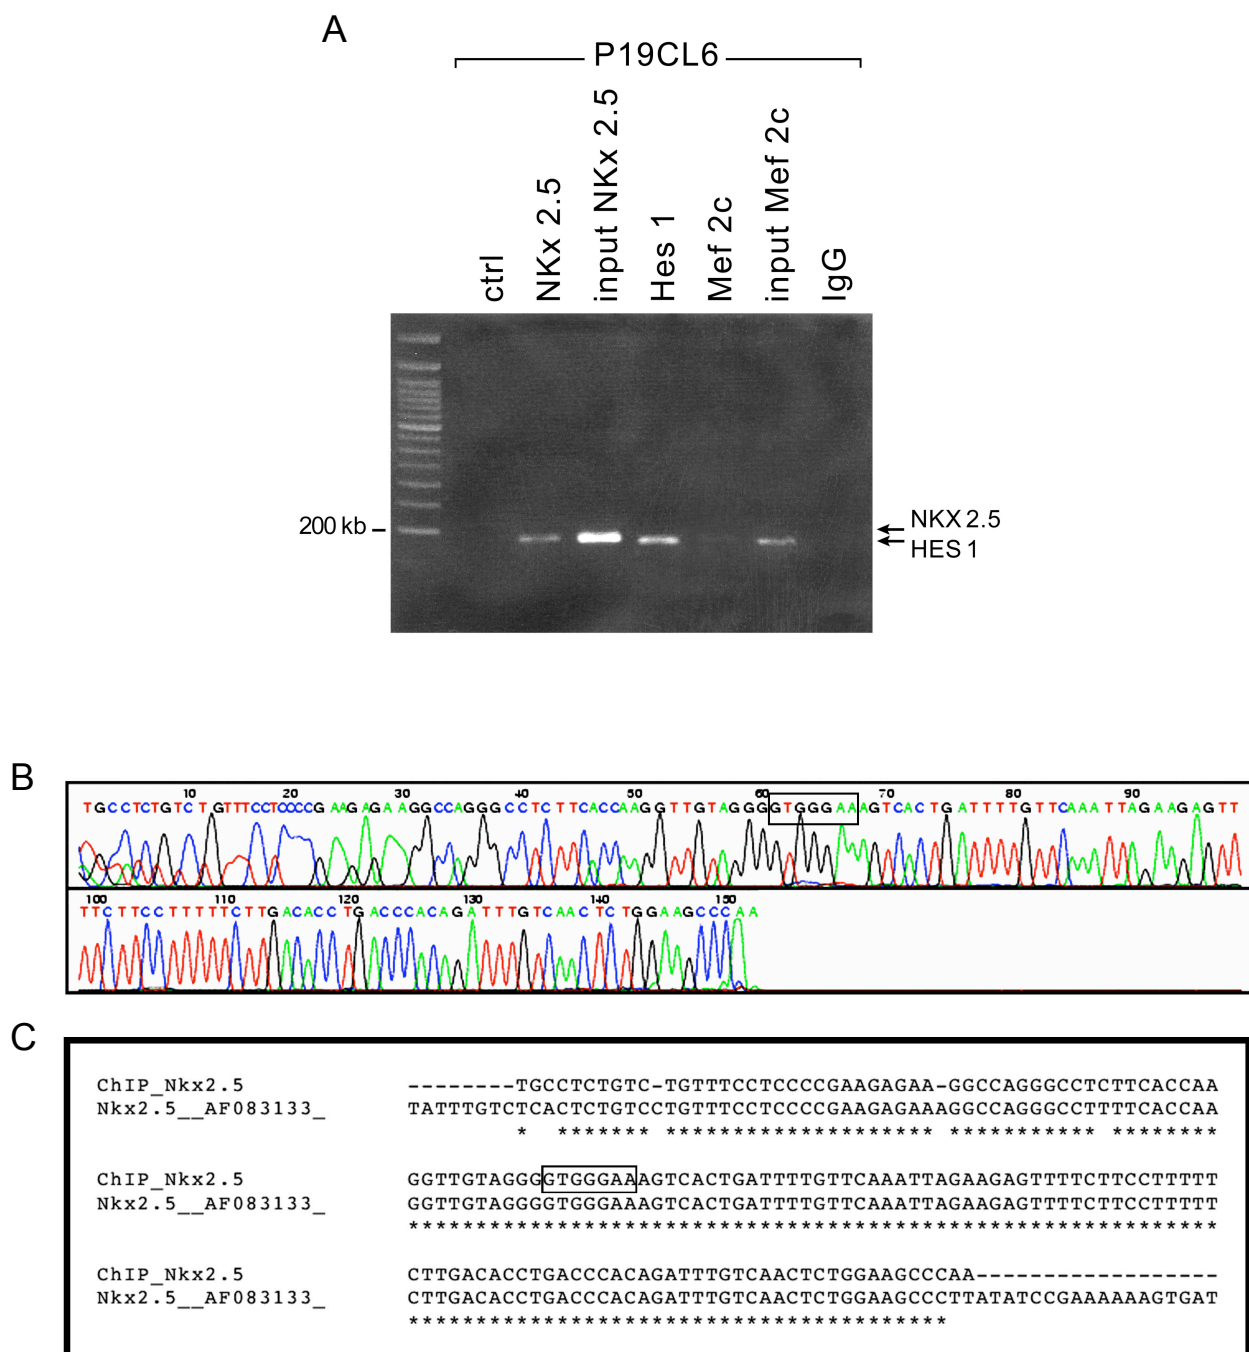 A
P19CL6
ctrl
NKx 2.5
input NKx 2.5
Hes 1
Mef 2c
input Mef 2c
IgG
200 kb
NKX 2.5
HES 1
B
10 20 30 40 50 60 70 80 90
TGCCTCTGTCTGTTTCCTCCCCGAAGAGAAGGCCAGGGCCTCTTCACCAAGGTTGTAGGGGTGGGAAAGTCACTGATTTTGTTCAAATTAGAAGAGTT
100 110 120 130 140 150
TTCTTCCTTTTTCTTGACACCTGACCCACAGATTTGTCAACTCTGGAAGCCCAA
C
ChIP_Nkx2.5 --------TGCCTCTGTC-TGTTTCCTCCCCGAAGAGAA-GGCCAGGGCCTCTTCACCAA
Nkx2.5__AF083133_ TATTTGTCTCACTCTGTCCTGTTTCCTCCCCGAAGAGAAAGGCCAGGGCCTTTTCACCAA
* ******* ******************** *********** ********
ChIP_Nkx2.5 GGTTGTAGGGGTGGGAAAGTCACTGATTTTGTTCAAATTAGAAGAGTTTTCTTCCTTTTT
Nkx2.5__AF083133_ GGTTGTAGGGGTGGGAAAGTCACTGATTTTGTTCAAATTAGAAGAGTTTTCTTCCTTTTT
************************************************************
ChIP_Nkx2.5 CTTGACACCTGACCCACAGATTTGTCAACTCTGGAAGCCCAA------------------
Nkx2.5__AF083133_ CTTGACACCTGACCCACAGATTTGTCAACTCTGGAAGCCCTTATATCCGAAAAAAGTGAT
****************************************